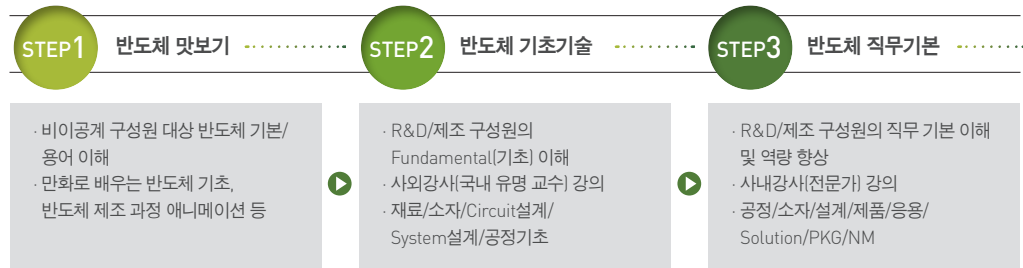 STEP1 반도체 맛보기
· 비이공계 구성원 대상 반도체 기본/
용어 이해
· 만화로 배우는 반도체 기초,
반도체 제조 과정 애니메이션 등
STEP2 반도체 기초기술
· R&D/제조 구성원의
Fundamental(기초) 이해
· 사외강사(국내 유명 교수) 강의
· 재료/소자/Circuit설계/
System설계/공정기초
STEP3 반도체 직무기본
· R&D/제조 구성원의 직무 기본 이해
및 역량 향상
· 사내강사(전문가) 강의
· 공정/소자/설계/제품/응용/
Solution/PKG/NM